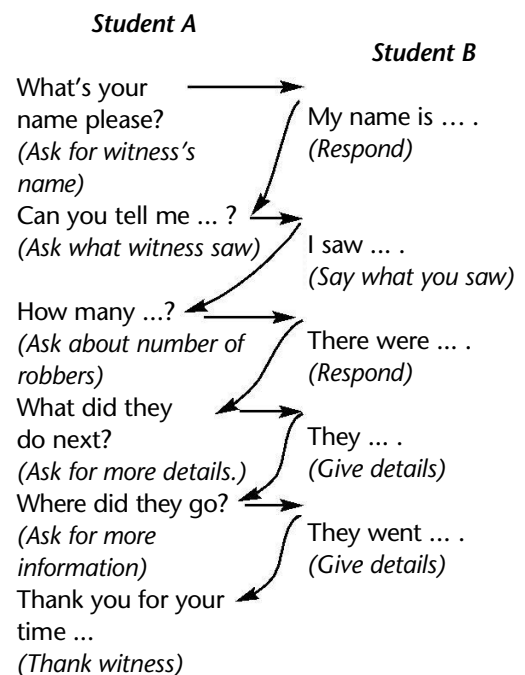 Student A
Student B
What's your
name please?
(Ask for witness's
name)
My name is ... .
(Respond)
Can you tell me ... ?
(Ask what witness saw)
I saw ... .
(Say what you saw)
How many ...?
(Ask about number of
robbers)
There were ... .
(Respond)
What did they
do next?
(Ask for more details.)
They ... .
(Give details)
Where did they go?
(Ask for more
information)
They went ... .
(Give details)
Thank you for your
time ...
(Thank witness)